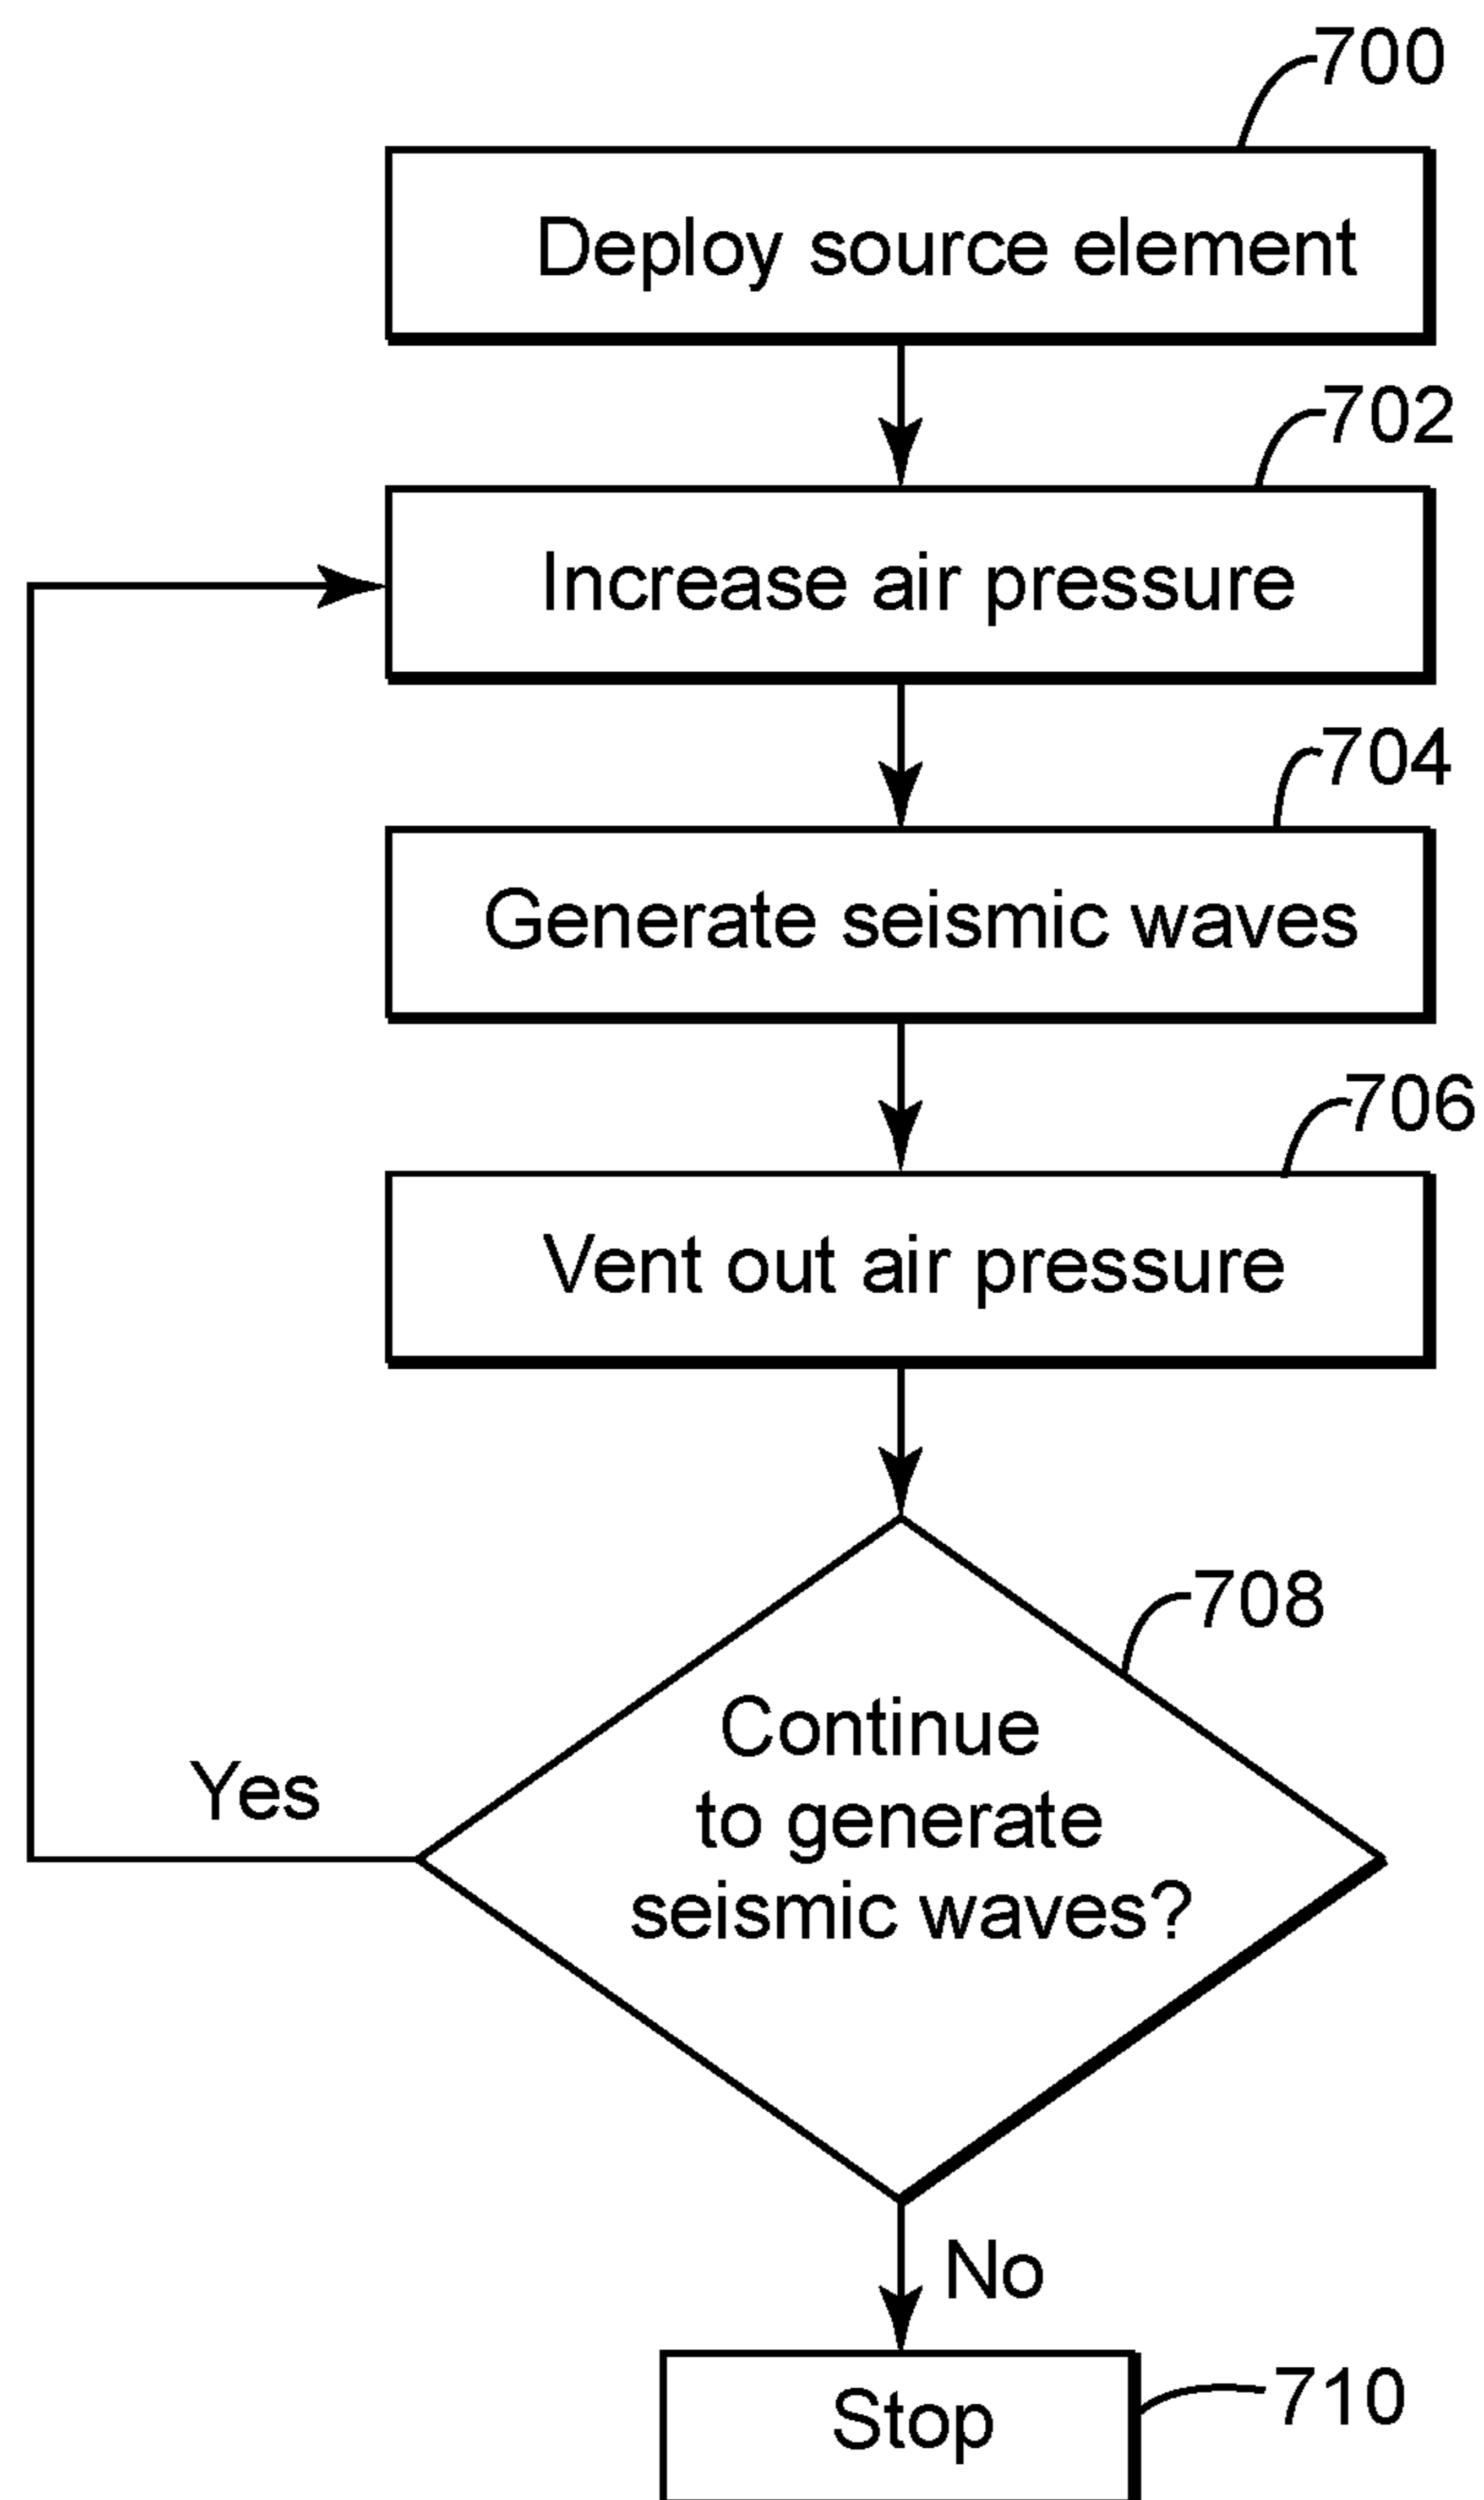 700
Deploy source element
702
Increase air pressure
704
Generate seismic waves
706
Vent out air pressure
708
Continue
to generate
seismic waves?
Yes
No
Stop
710